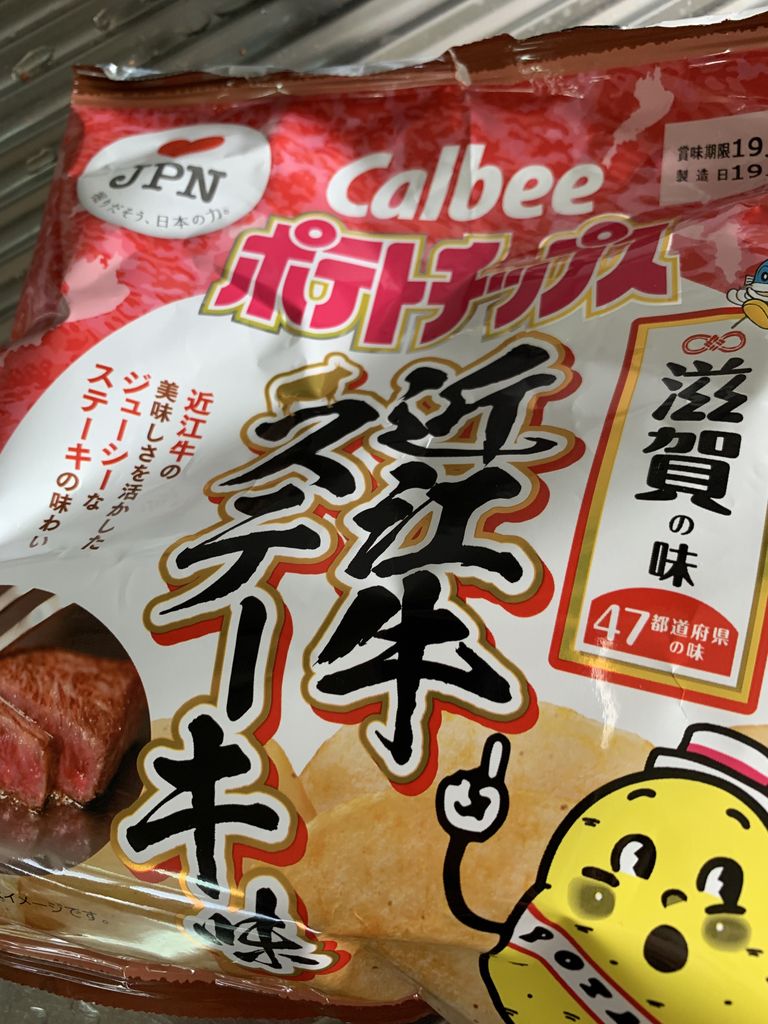 JPN
掘りだそう、日本の力®
Calbee
ポテトチップス
賞味期限19.
製造日19.
滋賀の味
47都道府県
の味
近江牛
ステーキ味
近江牛の
美味しさを活かした
ジューシーな
ステーキの味わい
イメージです。
POTA